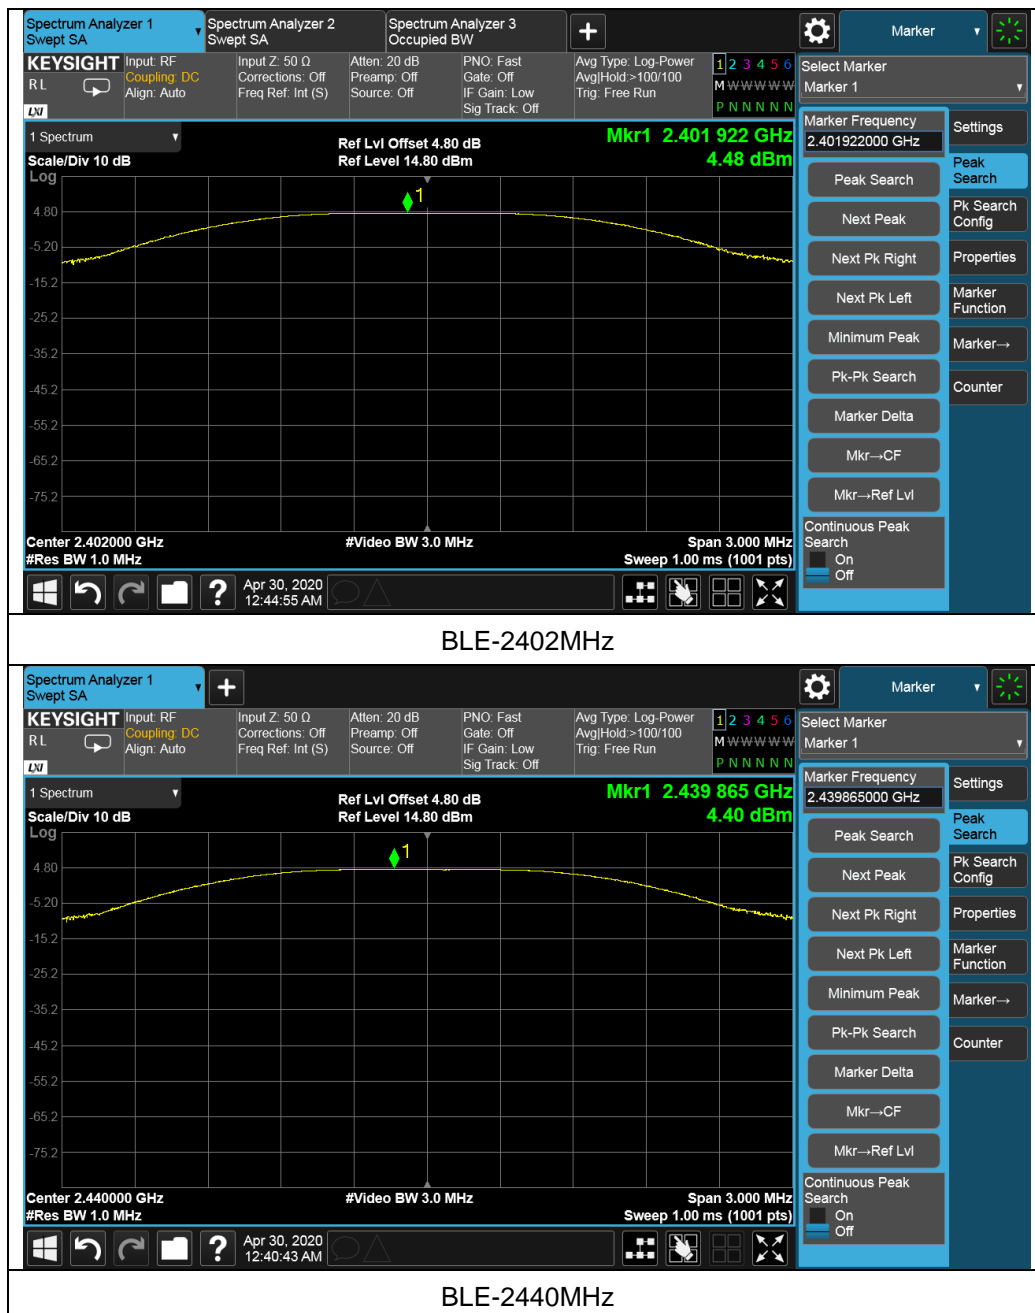 Spectrum Analyzer 1
Swept SA
Spectrum Analyzer 2
Swept SA
Spectrum Analyzer 3
Occupied BW
Marker
KEYSIGHT
RL
LXI
Input: RF
Coupling: DC
Align: Auto
Input Z: 50 Ω
Corrections: Off
Freq Ref: Int (S)
Atten: 20 dB
Preamp: Off
Source: Off
PNO: Fast
Gate: Off
IF Gain: Low
Sig Track: Off
Avg Type: Log-Power
Avg|Hold:>100/100
Trig: Free Run
1 2 3 4 5 6
M W W W W W
P N N N N N
Select Marker
Marker 1
1 Spectrum
Scale/Div 10 dB
Log
Ref Lvl Offset 4.80 dB
Ref Level 14.80 dBm
Mkr1 2.401 922 GHz
4.48 dBm
1
4.80
-5.20
-15.2
-25.2
-35.2
-45.2
-55.2
-65.2
-75.2
Center 2.402000 GHz
#Res BW 1.0 MHz
#Video BW 3.0 MHz
Span 3.000 MHz
Sweep 1.00 ms (1001 pts)
Marker Frequency
2.401922000 GHz
Peak Search
Next Peak
Next Pk Right
Next Pk Left
Minimum Peak
Pk-Pk Search
Marker Delta
Mkr→CF
Mkr→Ref Lvl
Continuous Peak
Search
On
Off
Settings
Peak
Search
Pk Search
Config
Properties
Marker
Function
Marker→
Counter
?
Apr 30, 2020
12:44:55 AM
BLE-2402MHz
Spectrum Analyzer 1
Swept SA
Marker
KEYSIGHT
RL
LXI
Input: RF
Coupling: DC
Align: Auto
Input Z: 50 Ω
Corrections: Off
Freq Ref: Int (S)
Atten: 20 dB
Preamp: Off
Source: Off
PNO: Fast
Gate: Off
IF Gain: Low
Sig Track: Off
Avg Type: Log-Power
Avg|Hold:>100/100
Trig: Free Run
1 2 3 4 5 6
M W W W W W
P N N N N N
Select Marker
Marker 1
1 Spectrum
Scale/Div 10 dB
Log
Ref Lvl Offset 4.80 dB
Ref Level 14.80 dBm
Mkr1 2.439 865 GHz
4.40 dBm
1
4.80
-5.20
-15.2
-25.2
-35.2
-45.2
-55.2
-65.2
-75.2
Center 2.440000 GHz
#Res BW 1.0 MHz
#Video BW 3.0 MHz
Span 3.000 MHz
Sweep 1.00 ms (1001 pts)
Marker Frequency
2.439865000 GHz
Peak Search
Next Peak
Next Pk Right
Next Pk Left
Minimum Peak
Pk-Pk Search
Marker Delta
Mkr→CF
Mkr→Ref Lvl
Continuous Peak
Search
On
Off
Settings
Peak
Search
Pk Search
Config
Properties
Marker
Function
Marker→
Counter
?
Apr 30, 2020
12:40:43 AM
BLE-2440MHz